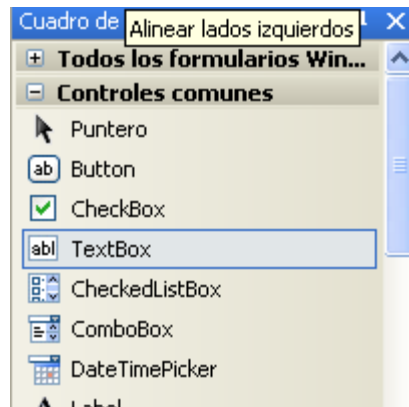 Cuadro de
Alinear lados izquierdos
Todos los formularios Win...
Controles comunes
Puntero
ab Button
CheckBox
abl TextBox
CheckedListBox
ComboBox
DateTimePicker
A Label